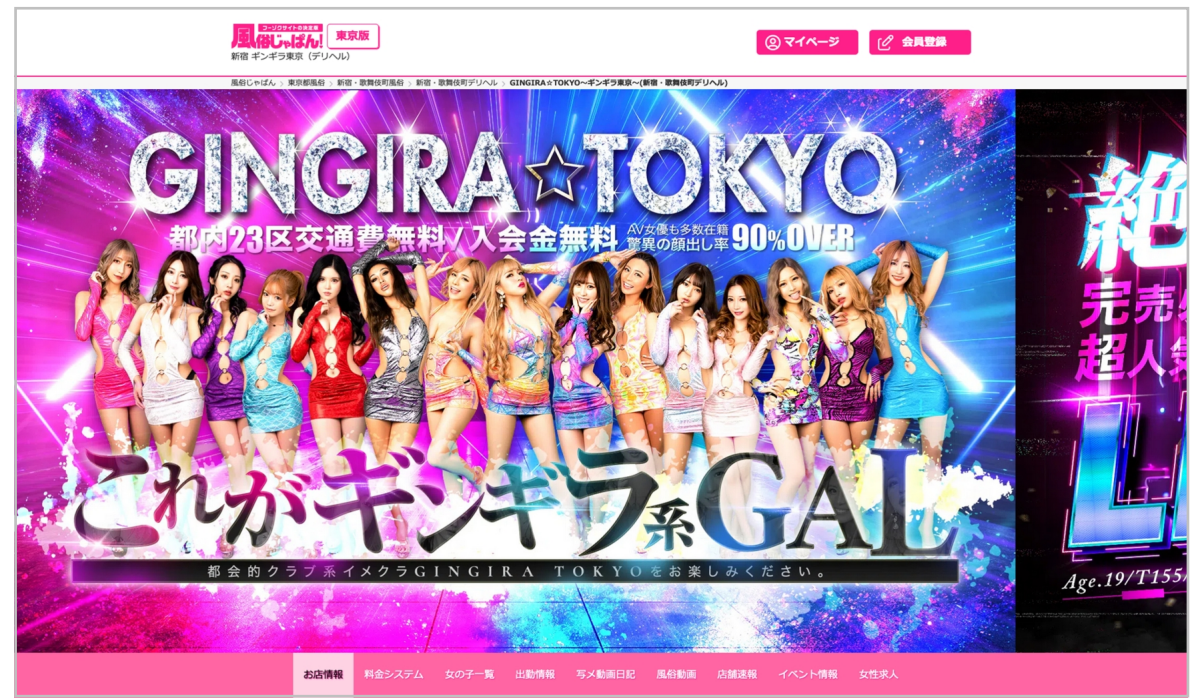 フーゾクサイトの決定版
風俗じゃぱん! 東京版
マイページ 会員登録
新宿 ギンギラ東京（デリヘル）
風俗じゃぱん > 東京都風俗 > 新宿・歌舞伎町風俗 > 新宿・歌舞伎町デリヘル > GINGIRA☆TOKYO〜ギンギラ東京〜(新宿・歌舞伎町デリヘル)
GINGIRA☆TOKYO
都内23区交通費無料/入会金無料
AV女優も多数在籍
驚異の顔出し率90%OVER
これがギンギラ系GAL
都会的クラブ系イメクラGINGIRA TOKYOをお楽しみください。
絶
完売
超人気
Age.19/T155/
お店情報 料金システム 女の子一覧 出勤情報 写メ動画日記 風俗動画 店舗速報 イベント情報 女性求人